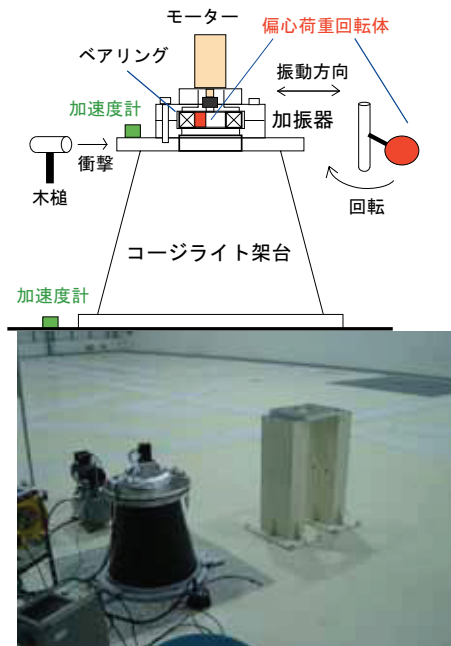 モーター
偏心荷重回転体
ベアリング
振動方向
加速度計
加振器
衝撃
木槌
回転
コージライト架台
加速度計